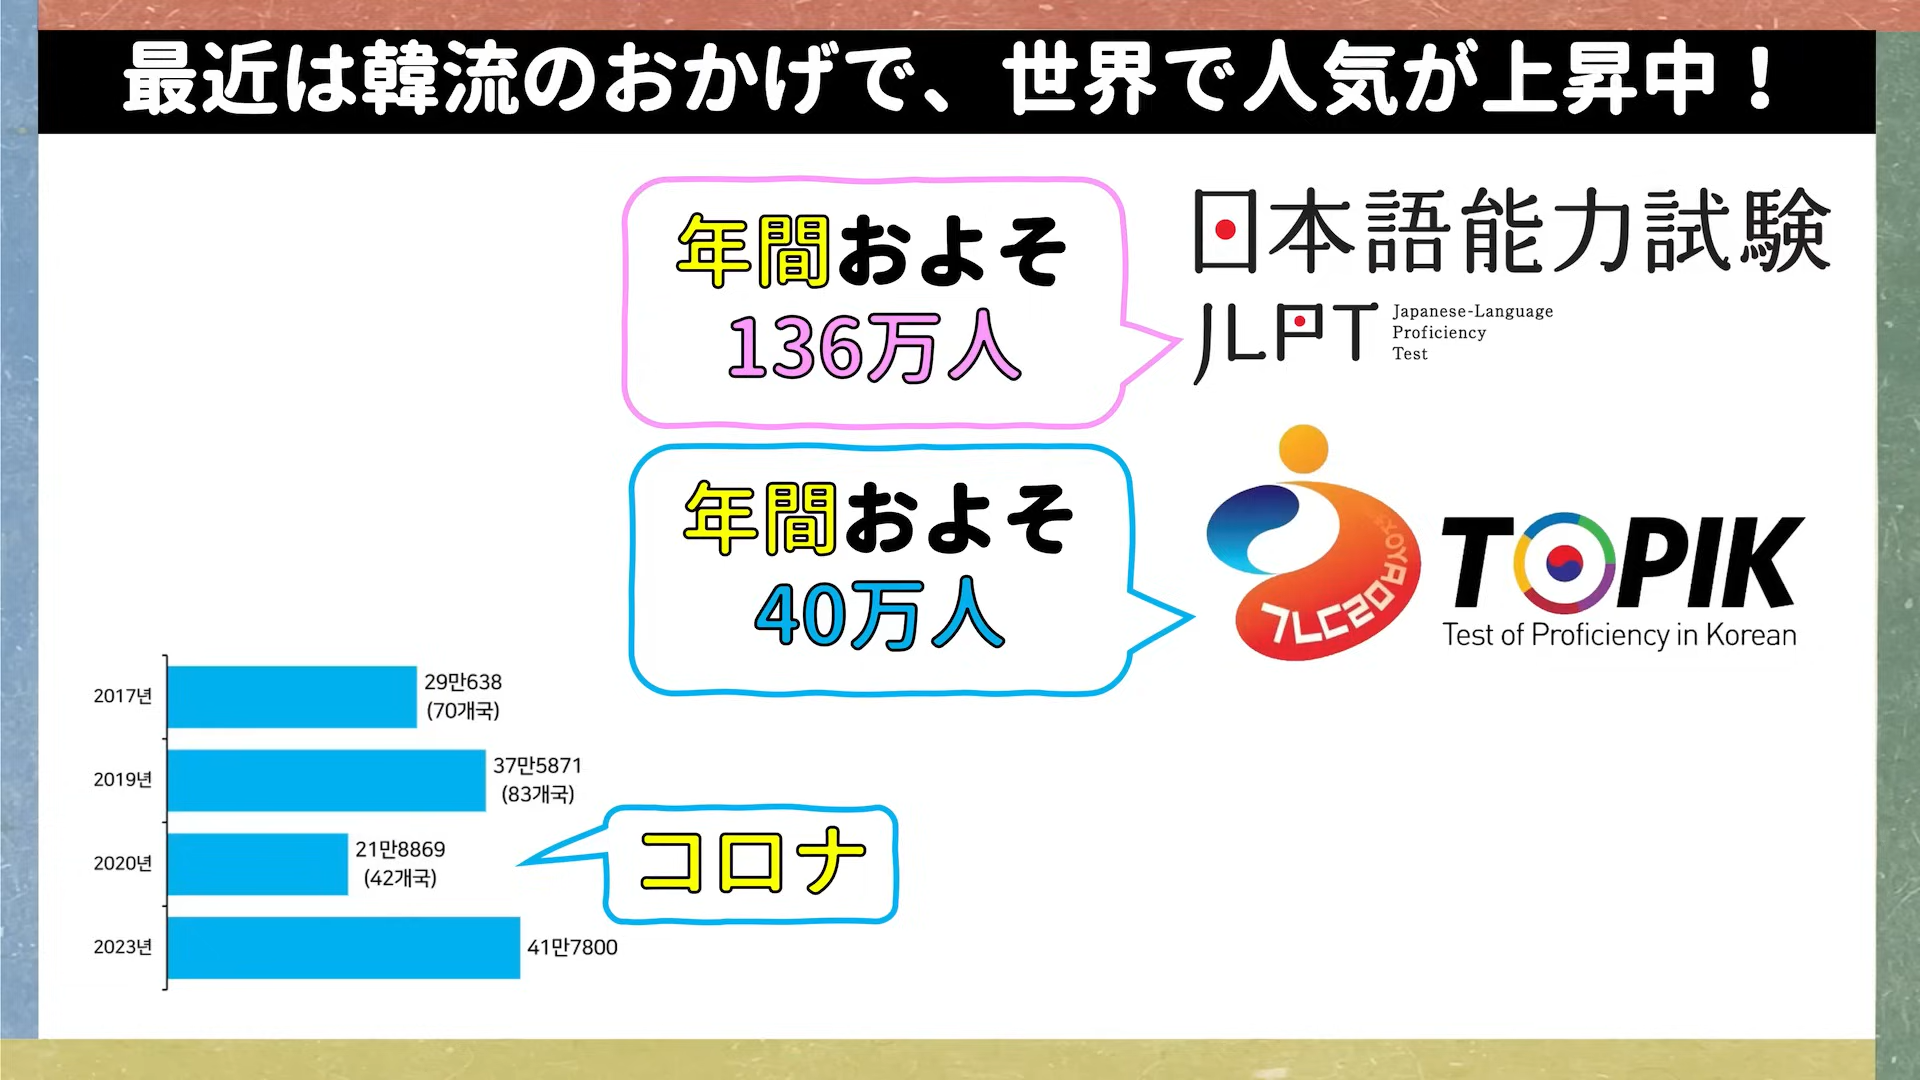 最近は韓流のおかげで、世界で人気が上昇中！
年間およそ
136万人
日本語能力試験
JLPT
Japanese-Language
Proficiency
Test
年間およそ
40万人
TOPIK
Test of Proficiency in Korean
2017년
29만638
(70개국)
2019년
37만5871
(83개국)
2020년
21만8869
(42개국)
コロナ
2023년
41만7800